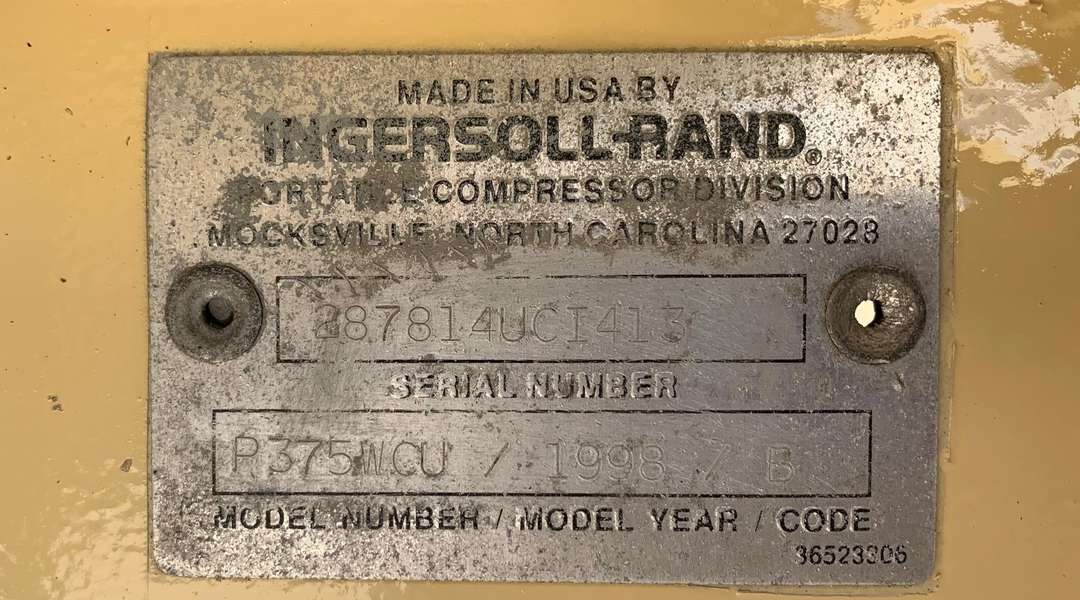 MADE IN USA BY
INGERSOLL-RAND®
PORTABLE COMPRESSOR DIVISION
MOCKSVILLE, NORTH CAROLINA 27028
287814UCI413
SERIAL NUMBER
P375WCU / 1998 / B
MODEL NUMBER / MODEL YEAR / CODE
36523306